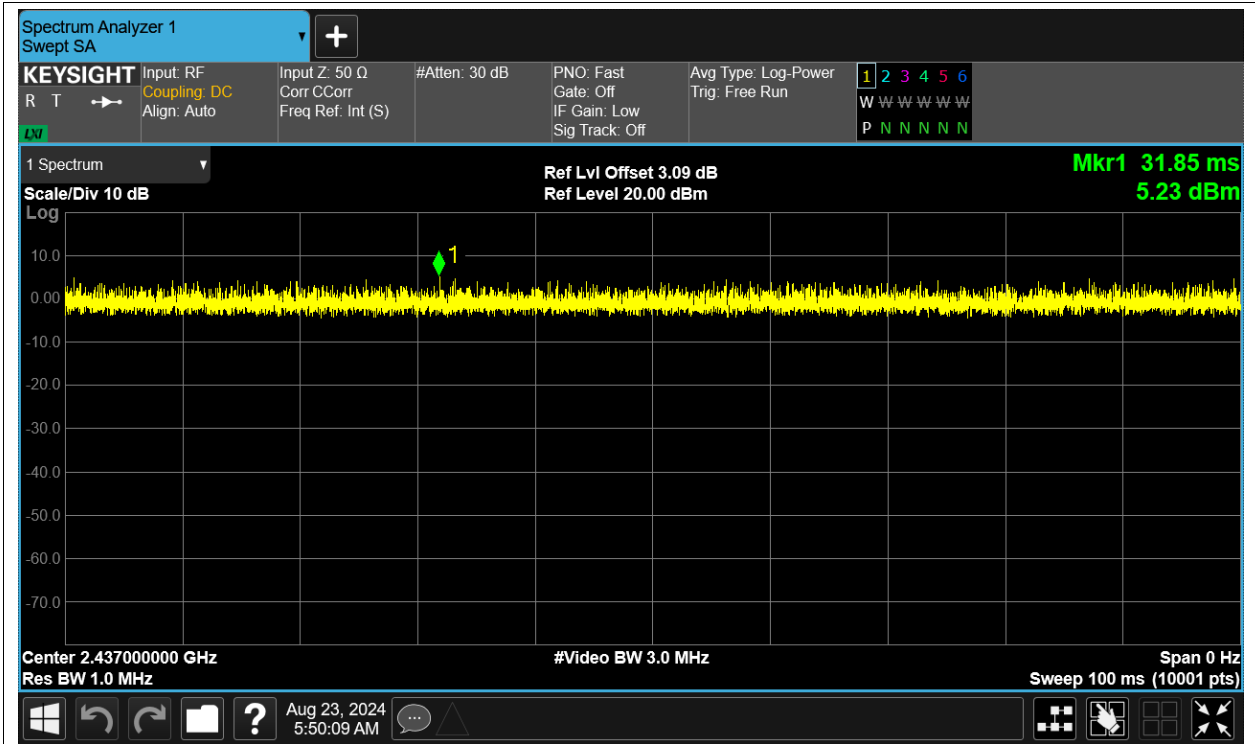 Spectrum Analyzer 1
Swept SA
KEYSIGHT
R T
LXI
Input: RF
Coupling: DC
Align: Auto
Input Z: 50 Ω
Corr CCorr
Freq Ref: Int (S)
#Atten: 30 dB
PNO: Fast
Gate: Off
IF Gain: Low
Sig Track: Off
Avg Type: Log-Power
Trig: Free Run
1 2 3 4 5 6
W W W W W W
P N N N N N
1 Spectrum
Scale/Div 10 dB
Log
Ref Lvl Offset 3.09 dB
Ref Level 20.00 dBm
Mkr1 31.85 ms
5.23 dBm
1
10.0
0.00
-10.0
-20.0
-30.0
-40.0
-50.0
-60.0
-70.0
Center 2.437000000 GHz
#Video BW 3.0 MHz
Span 0 Hz
Res BW 1.0 MHz
Sweep 100 ms (10001 pts)
?
Aug 23, 2024
5:50:09 AM